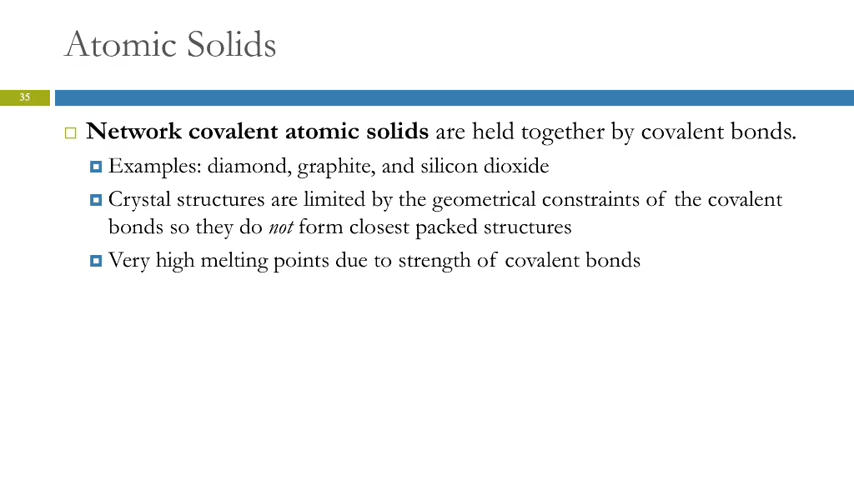 Atomic Solids
35
Network covalent atomic solids are held together by covalent bonds.
Examples: diamond, graphite, and silicon dioxide
Crystal structures are limited by the geometrical constraints of the covalent
bonds so they do not form closest packed structures
Very high melting points due to strength of covalent bonds